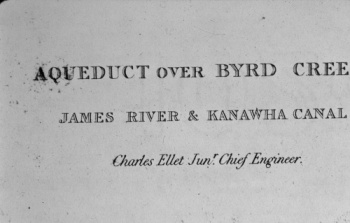 AQUEDUCT OVER BYRD CREE
JAMES RIVER & KANAWHA CANAL
Charles Ellet Junr. Chief Engineer.